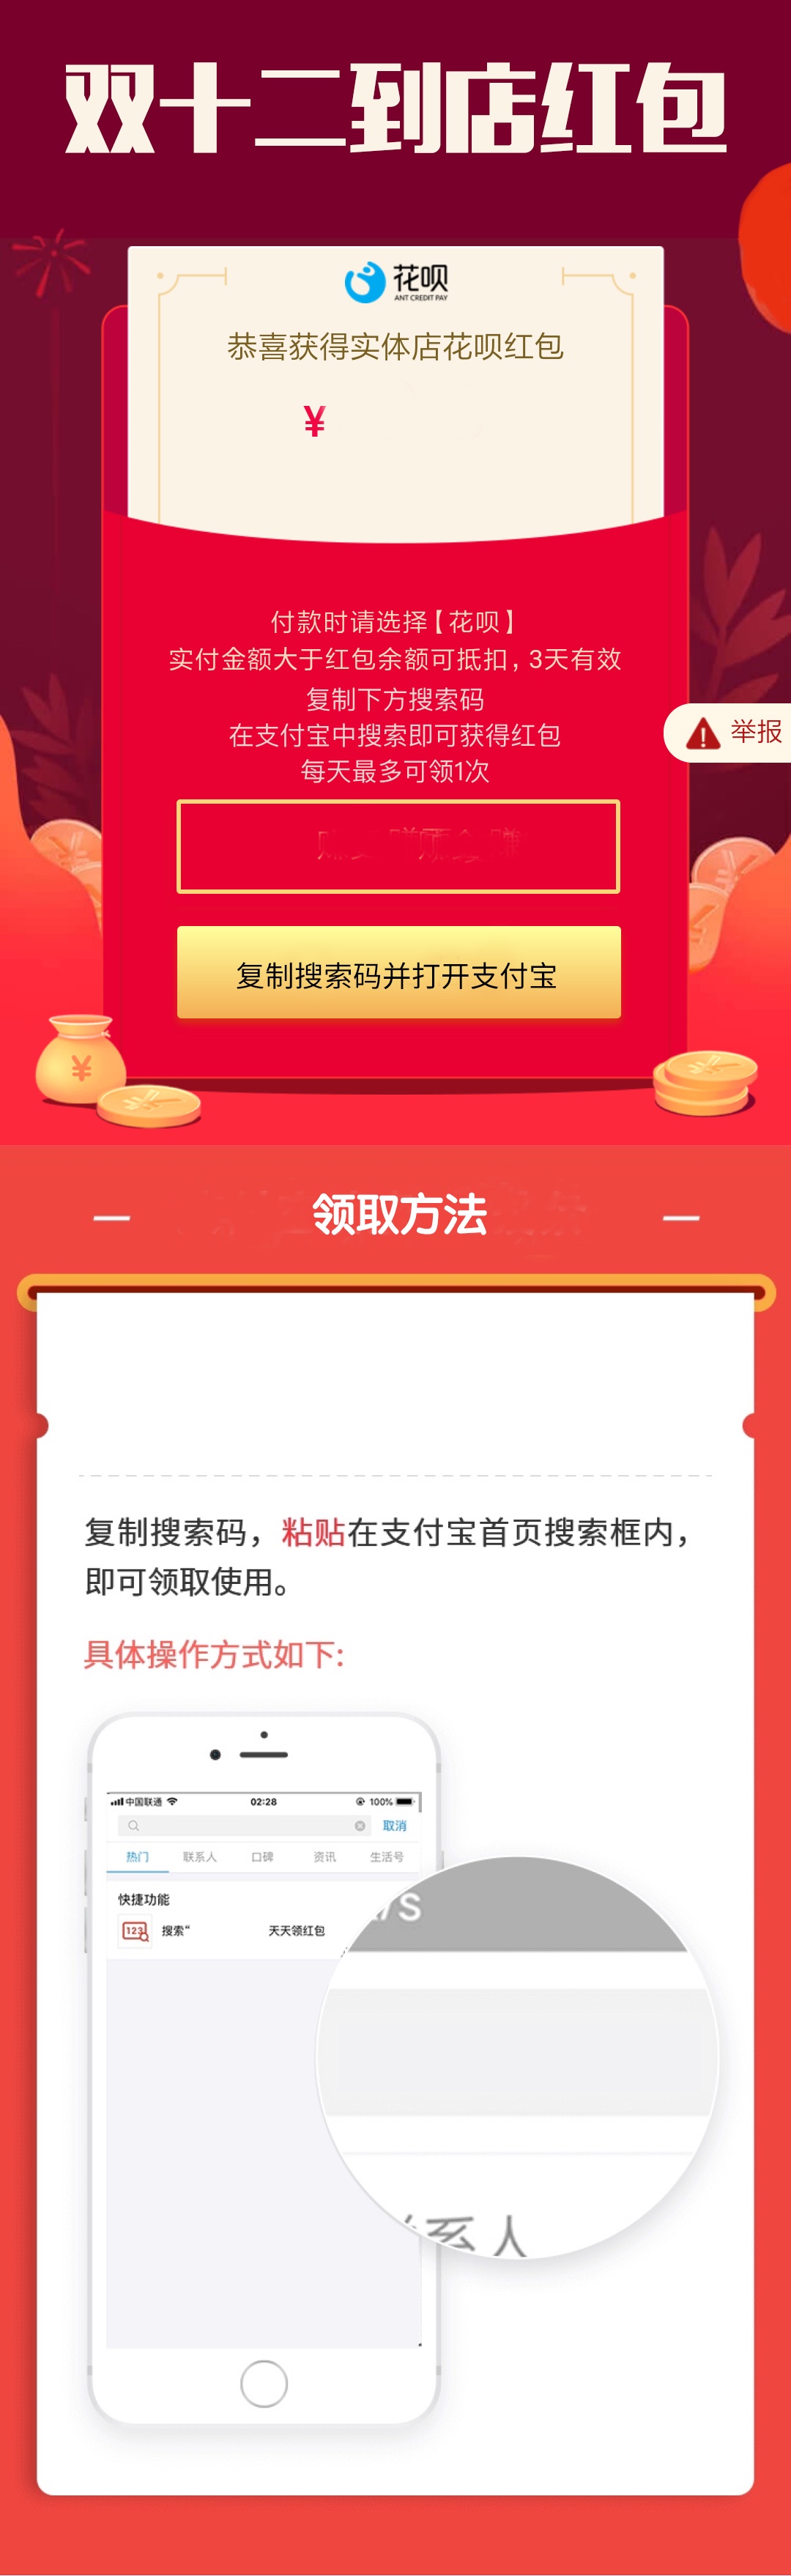 双十二到店红包
花呗
ANT CREDIT PAY
恭喜获得实体店花呗红包
¥
付款时请选择【花呗】
实付金额大于红包余额可抵扣，3天有效
复制下方搜索码
在支付宝中搜索即可获得红包
每天最多可领1次
举报
复制搜索码并打开支付宝
¥
领取方法
复制搜索码，粘贴在支付宝首页搜索框内，
即可领取使用。
具体操作方式如下:
中国联通 02:28 100%
取消
热门 联系人 口碑 资讯 生活号
快捷功能
123 搜索“ 天天领红包
/S
系人